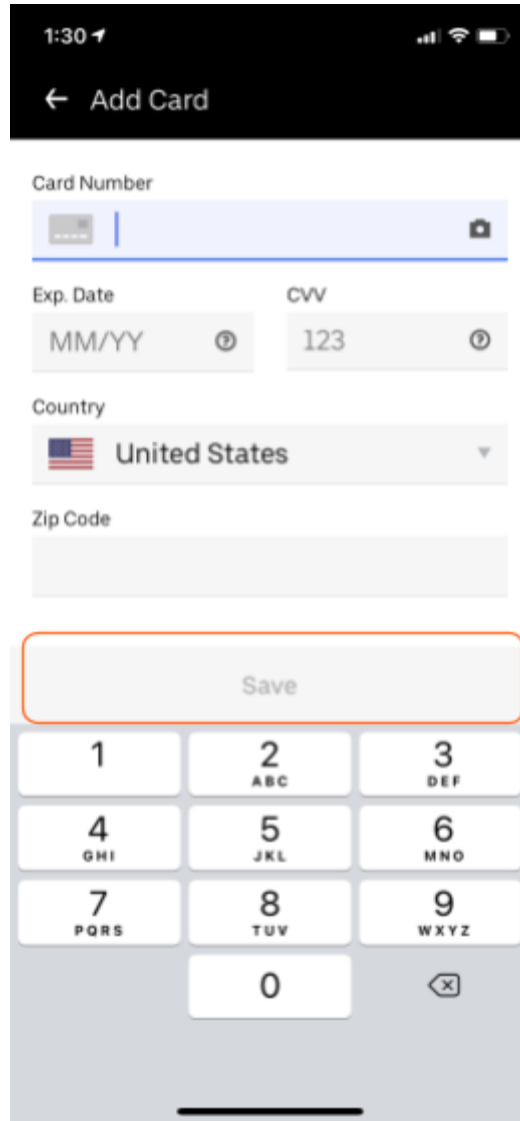 1:30
Add Card
Card Number
Exp. Date CVV
MM/YY 123
Country
United States
Zip Code
Save
1 2 3
ABC DEF
4 5 6
GHI JKL MNO
7 8 9
PQRS TUV WXYZ
0